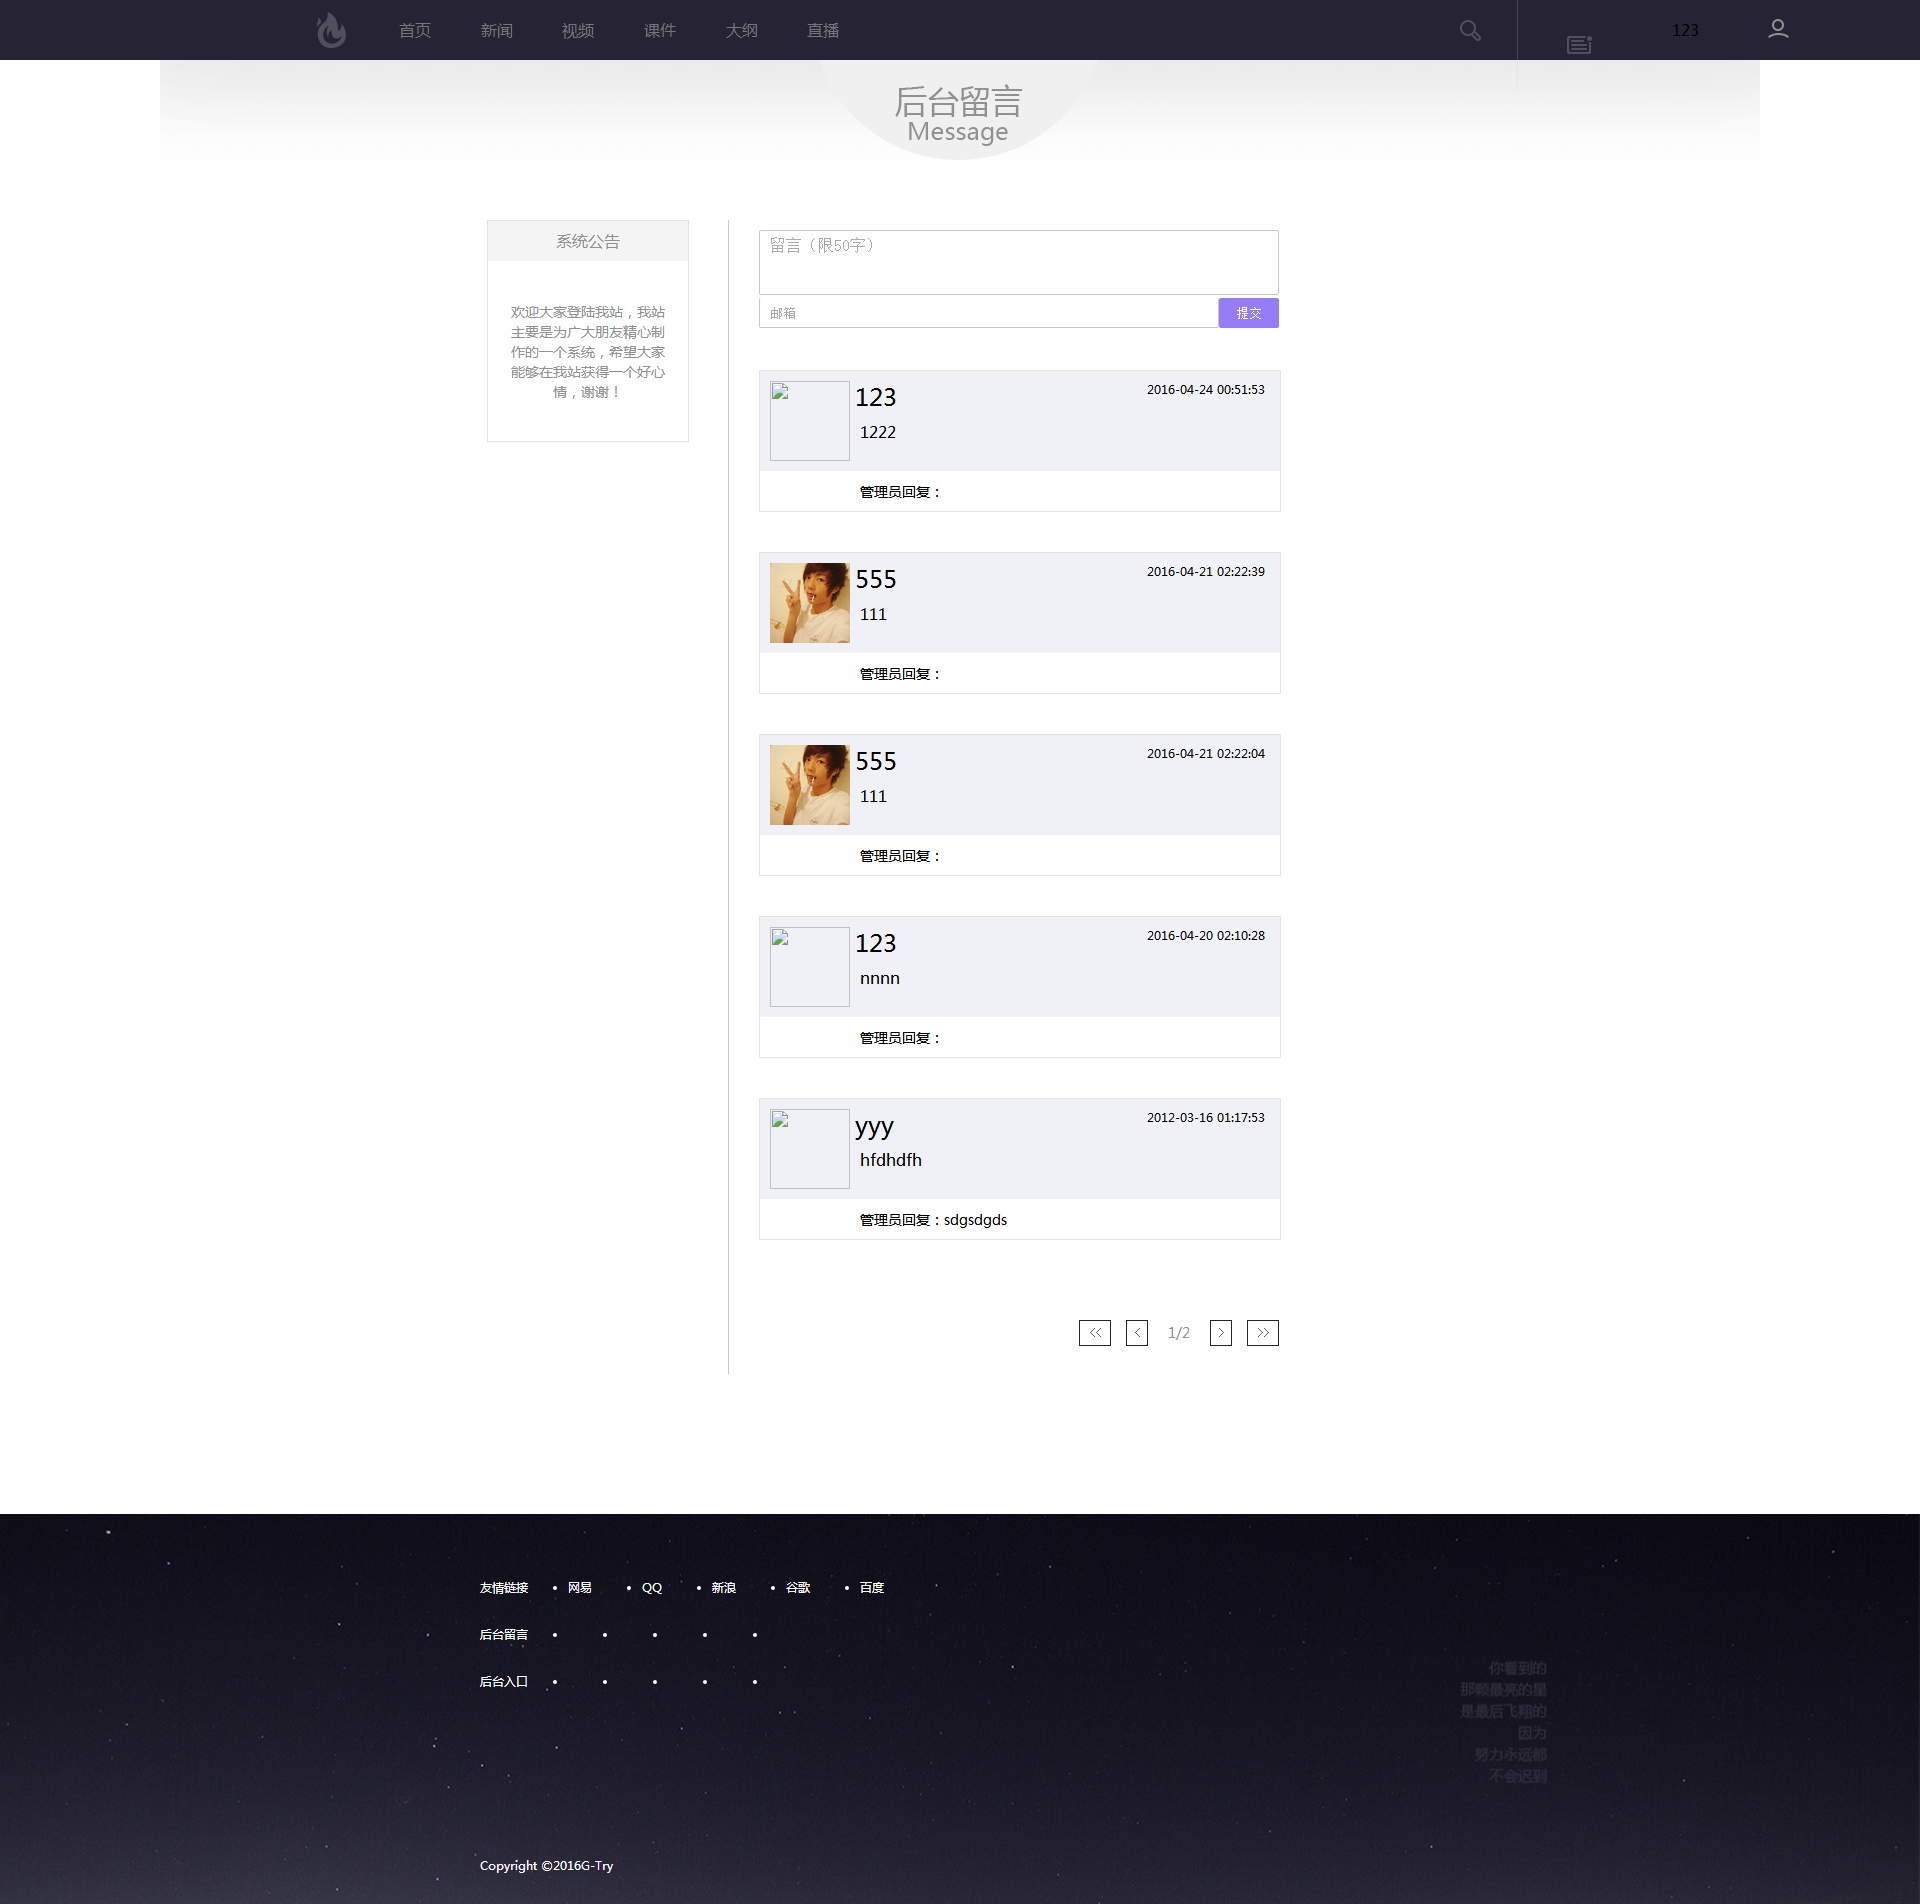 首页 新闻 视频 课件 大纲 直播 123
后台留言
Message
系统公告
欢迎大家登陆我站，我站
主要是为广大朋友精心制
作的一个系统，希望大家
能够在我站获得一个好心
情，谢谢！
留言（限50字）
邮箱 提交
123 2016-04-24 00:51:53
1222
管理员回复：
555 2016-04-21 02:22:39
111
管理员回复：
555 2016-04-21 02:22:04
111
管理员回复：
123 2016-04-20 02:10:28
nnnn
管理员回复：
yyy 2012-03-16 01:17:53
hfdhdfh
管理员回复：sdgsdgds
<< < 1/2 > >>
友情链接 • 网易 • QQ • 新浪 • 谷歌 • 百度
后台留言 • • • • •
后台入口 • • • • •
你看到的
那颗最亮的星
是最后飞翔的
因为
努力永远都
不会迟到
Copyright ©2016G-Try